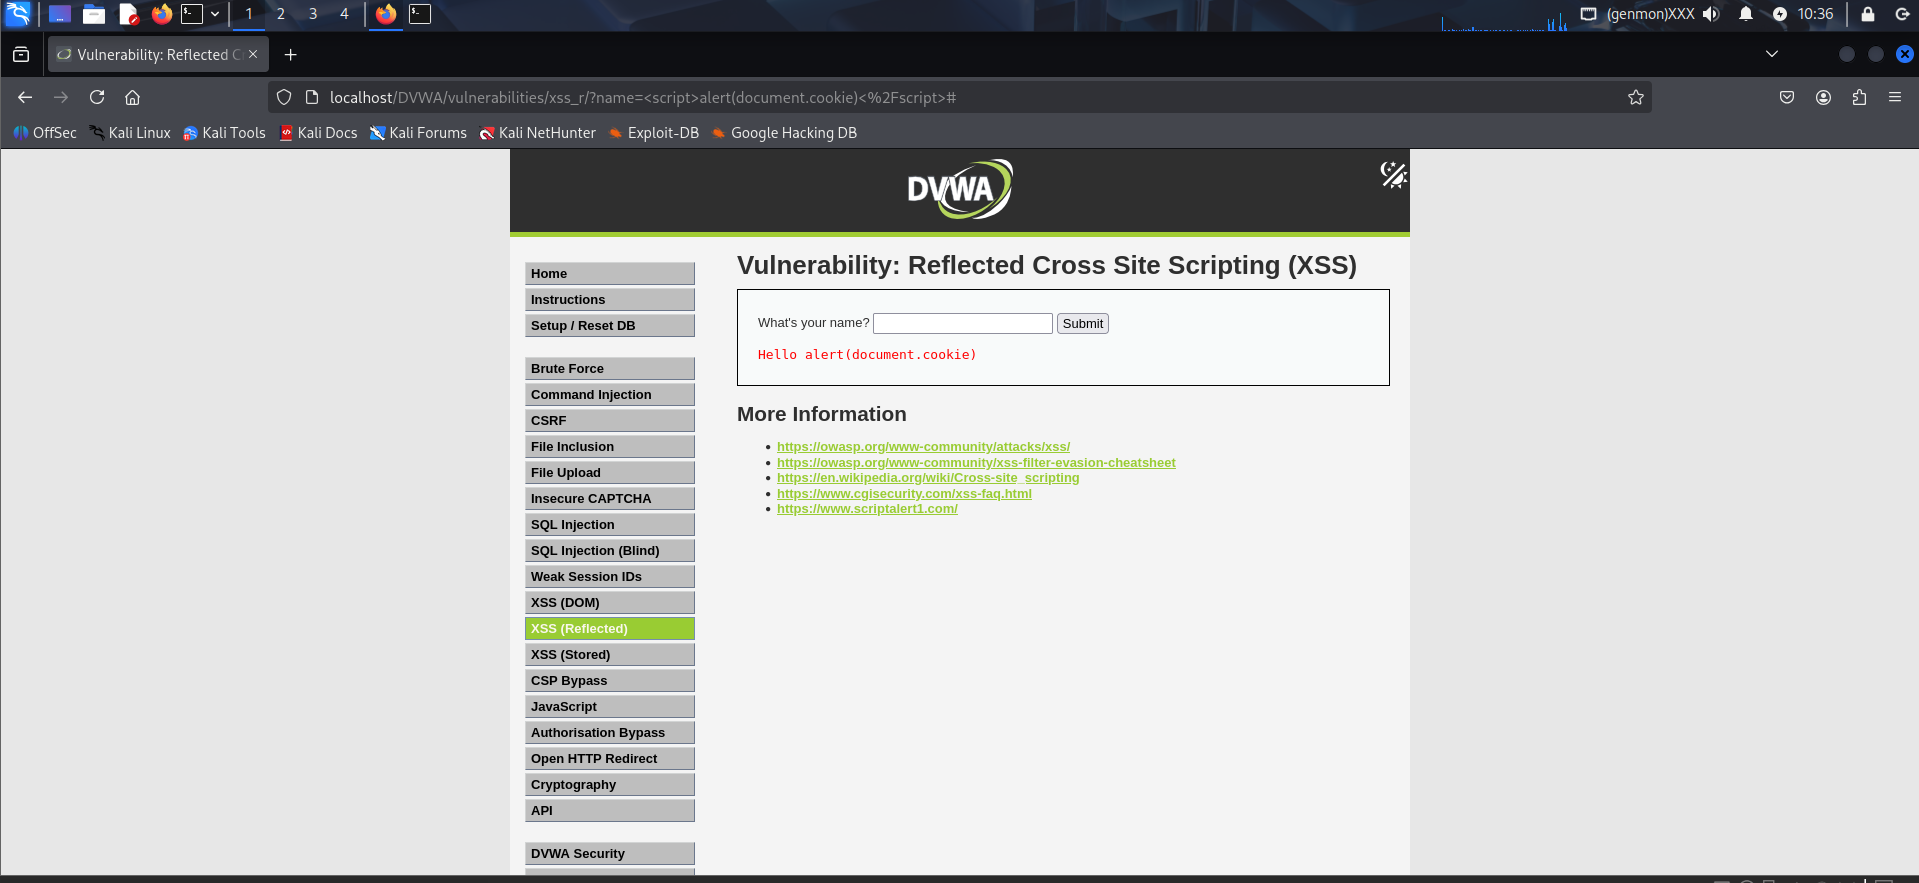 1 2 3 4 (genmon)XXX 10:36
Vulnerability: Reflected C
localhost/DVWA/vulnerabilities/xss_r/?name=<script>alert(document.cookie)<%2Fscript>#
OffSec Kali Linux Kali Tools Kali Docs Kali Forums Kali NetHunter Exploit-DB Google Hacking DB
DVWA
Home
Instructions
Setup / Reset DB
Brute Force
Command Injection
CSRF
File Inclusion
File Upload
Insecure CAPTCHA
SQL Injection
SQL Injection (Blind)
Weak Session IDs
XSS (DOM)
XSS (Reflected)
XSS (Stored)
CSP Bypass
JavaScript
Authorisation Bypass
Open HTTP Redirect
Cryptography
API
DVWA Security
Vulnerability: Reflected Cross Site Scripting (XSS)
What's your name? Submit
Hello alert(document.cookie)
More Information
https://owasp.org/www-community/attacks/xss/
https://owasp.org/www-community/xss-filter-evasion-cheatsheet
https://en.wikipedia.org/wiki/Cross-site_scripting
https://www.cgisecurity.com/xss-faq.html
https://www.scriptalert1.com/